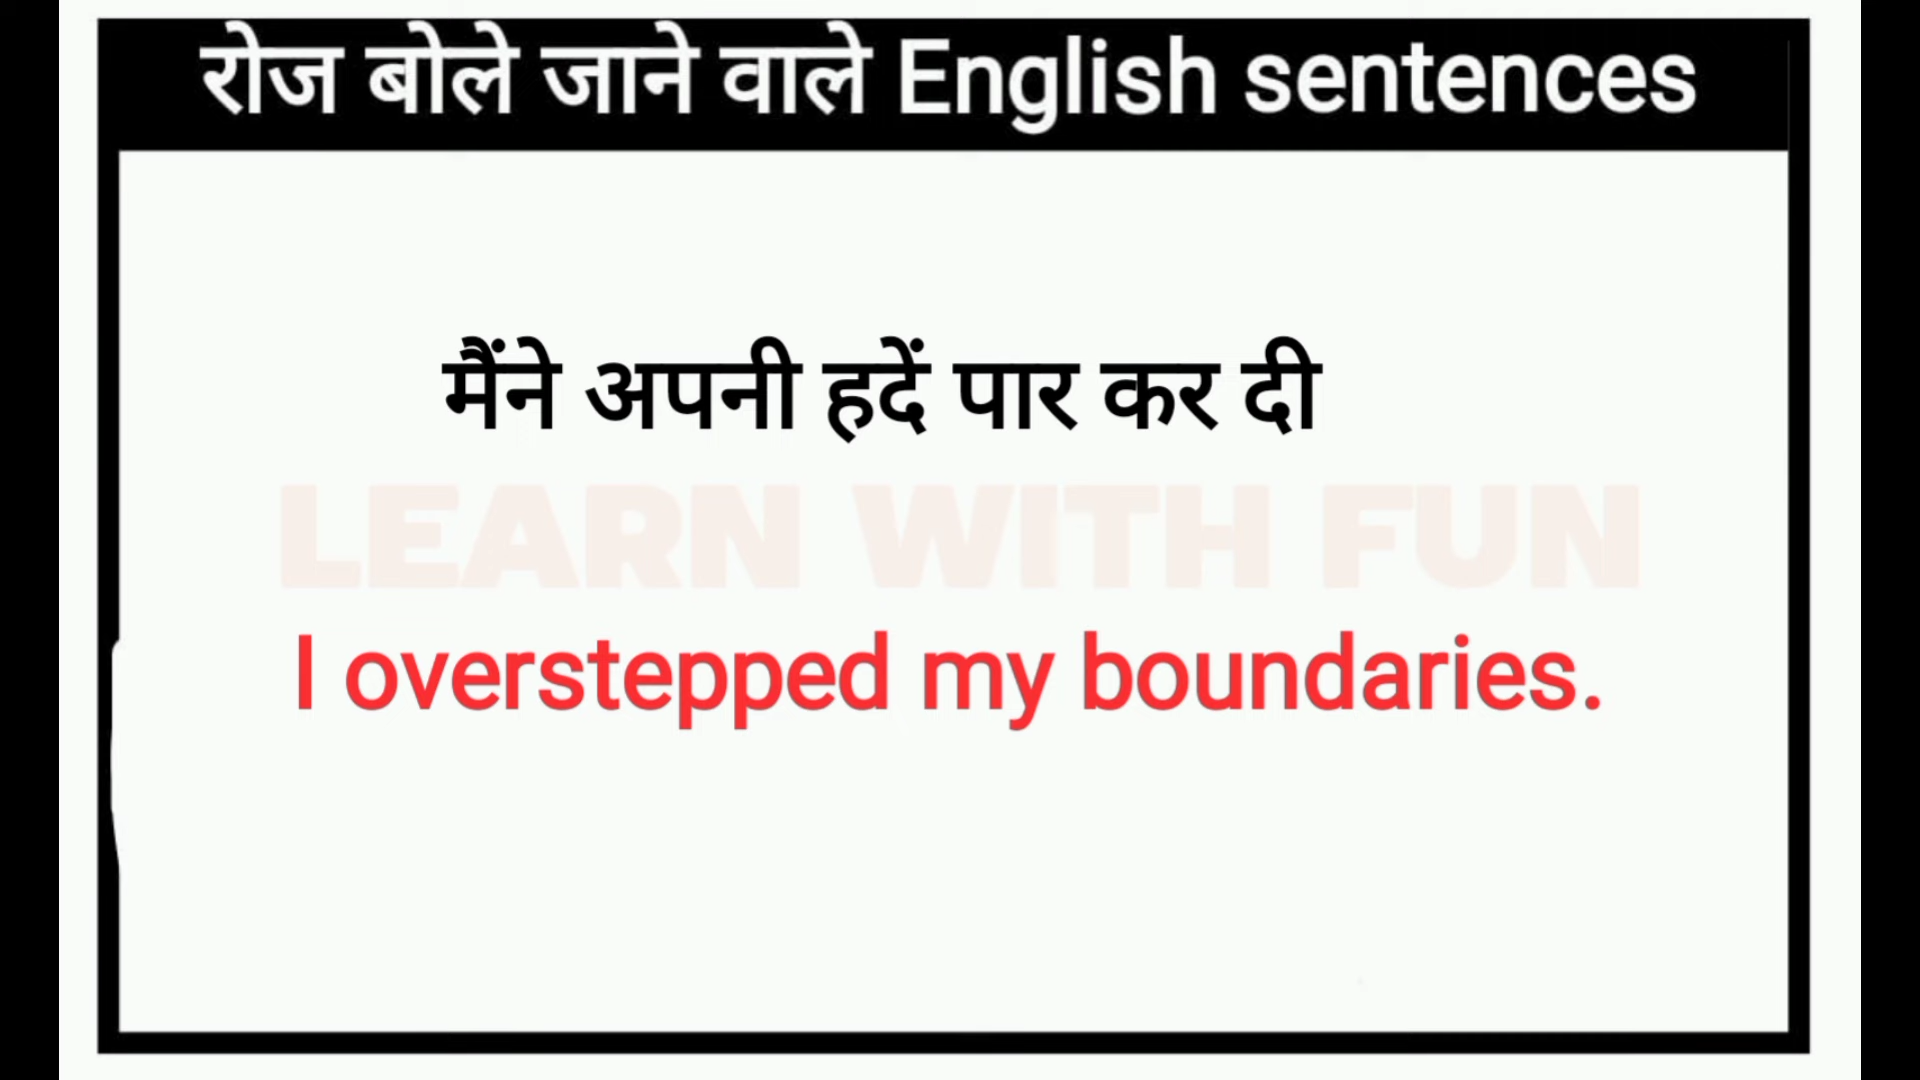 रोज बोले जाने वाले English sentences
मैंने अपनी हदें पार कर दी
LEARN WITH FUN
I overstepped my boundaries.